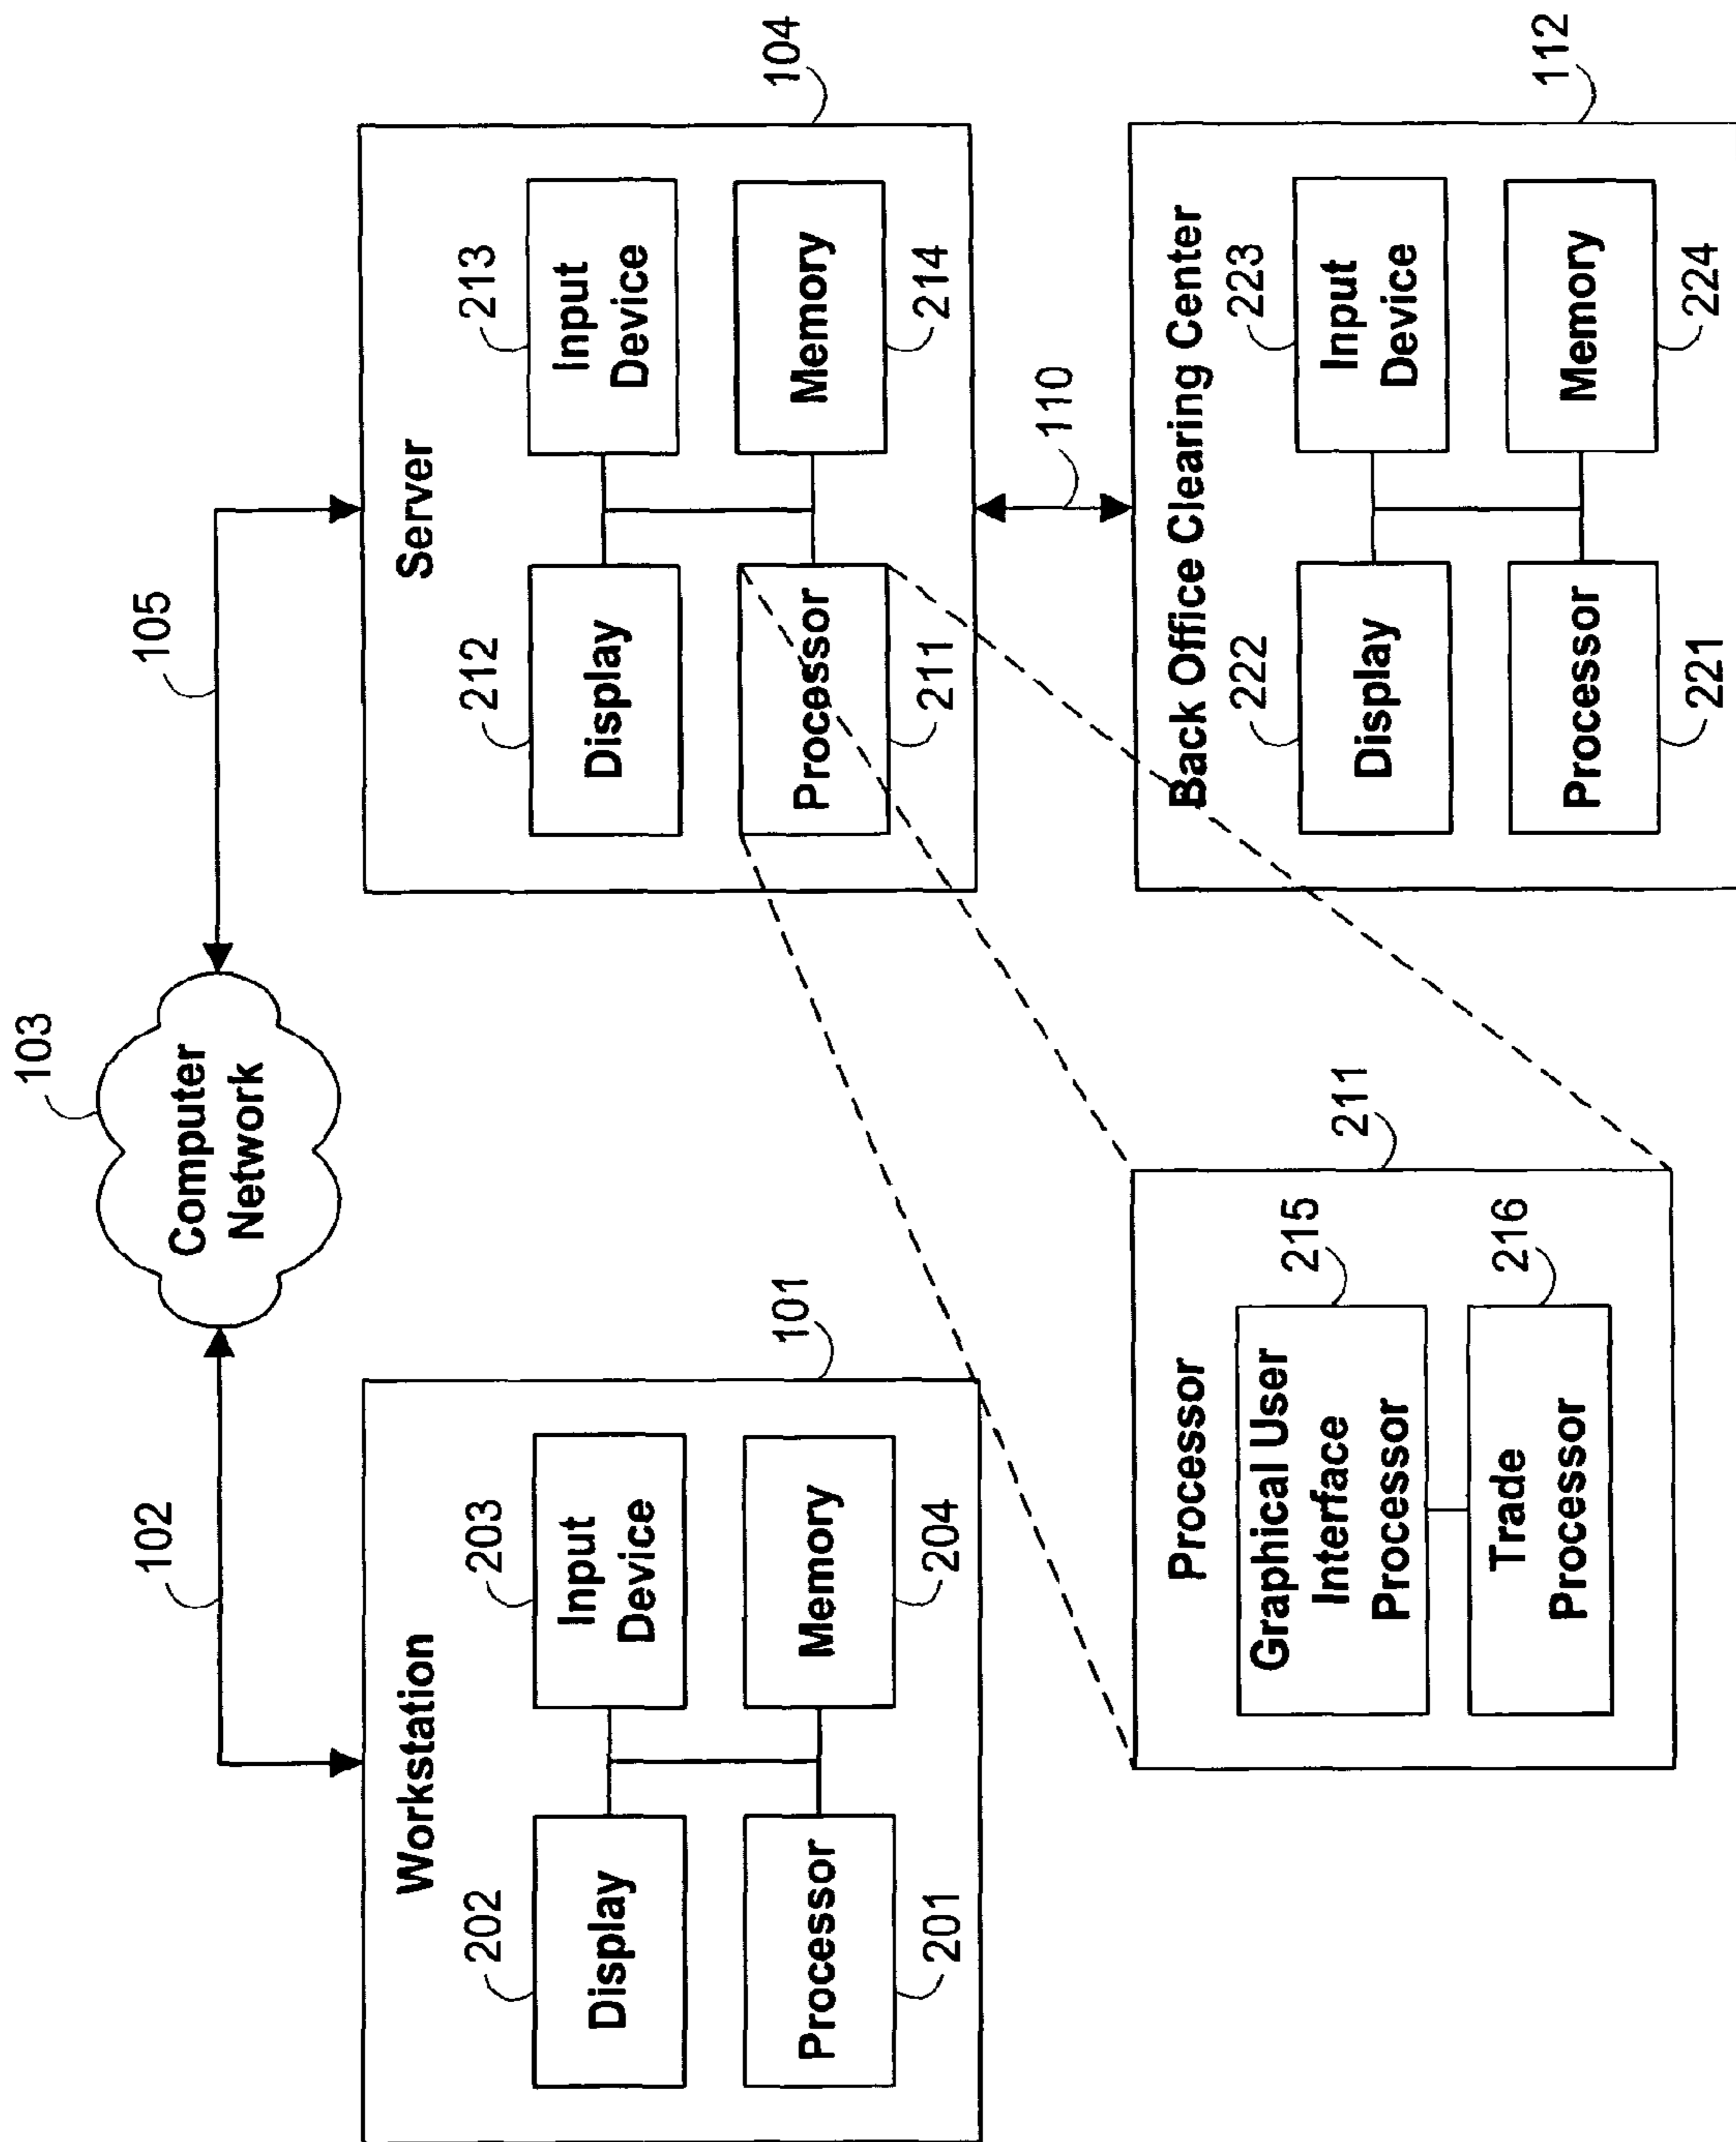 103
Computer
Network
102
105
Workstation
101
202
Display
203
Input
Device
Processor
201
Memory
204
Server
104
212
Display
213
Input
Device
Processor
211
Memory
214
110
Processor
211
Graphical User
Interface
Processor
215
Trade
Processor
216
Back Office Clearing Center
112
222
Display
223
Input
Device
Processor
221
Memory
224